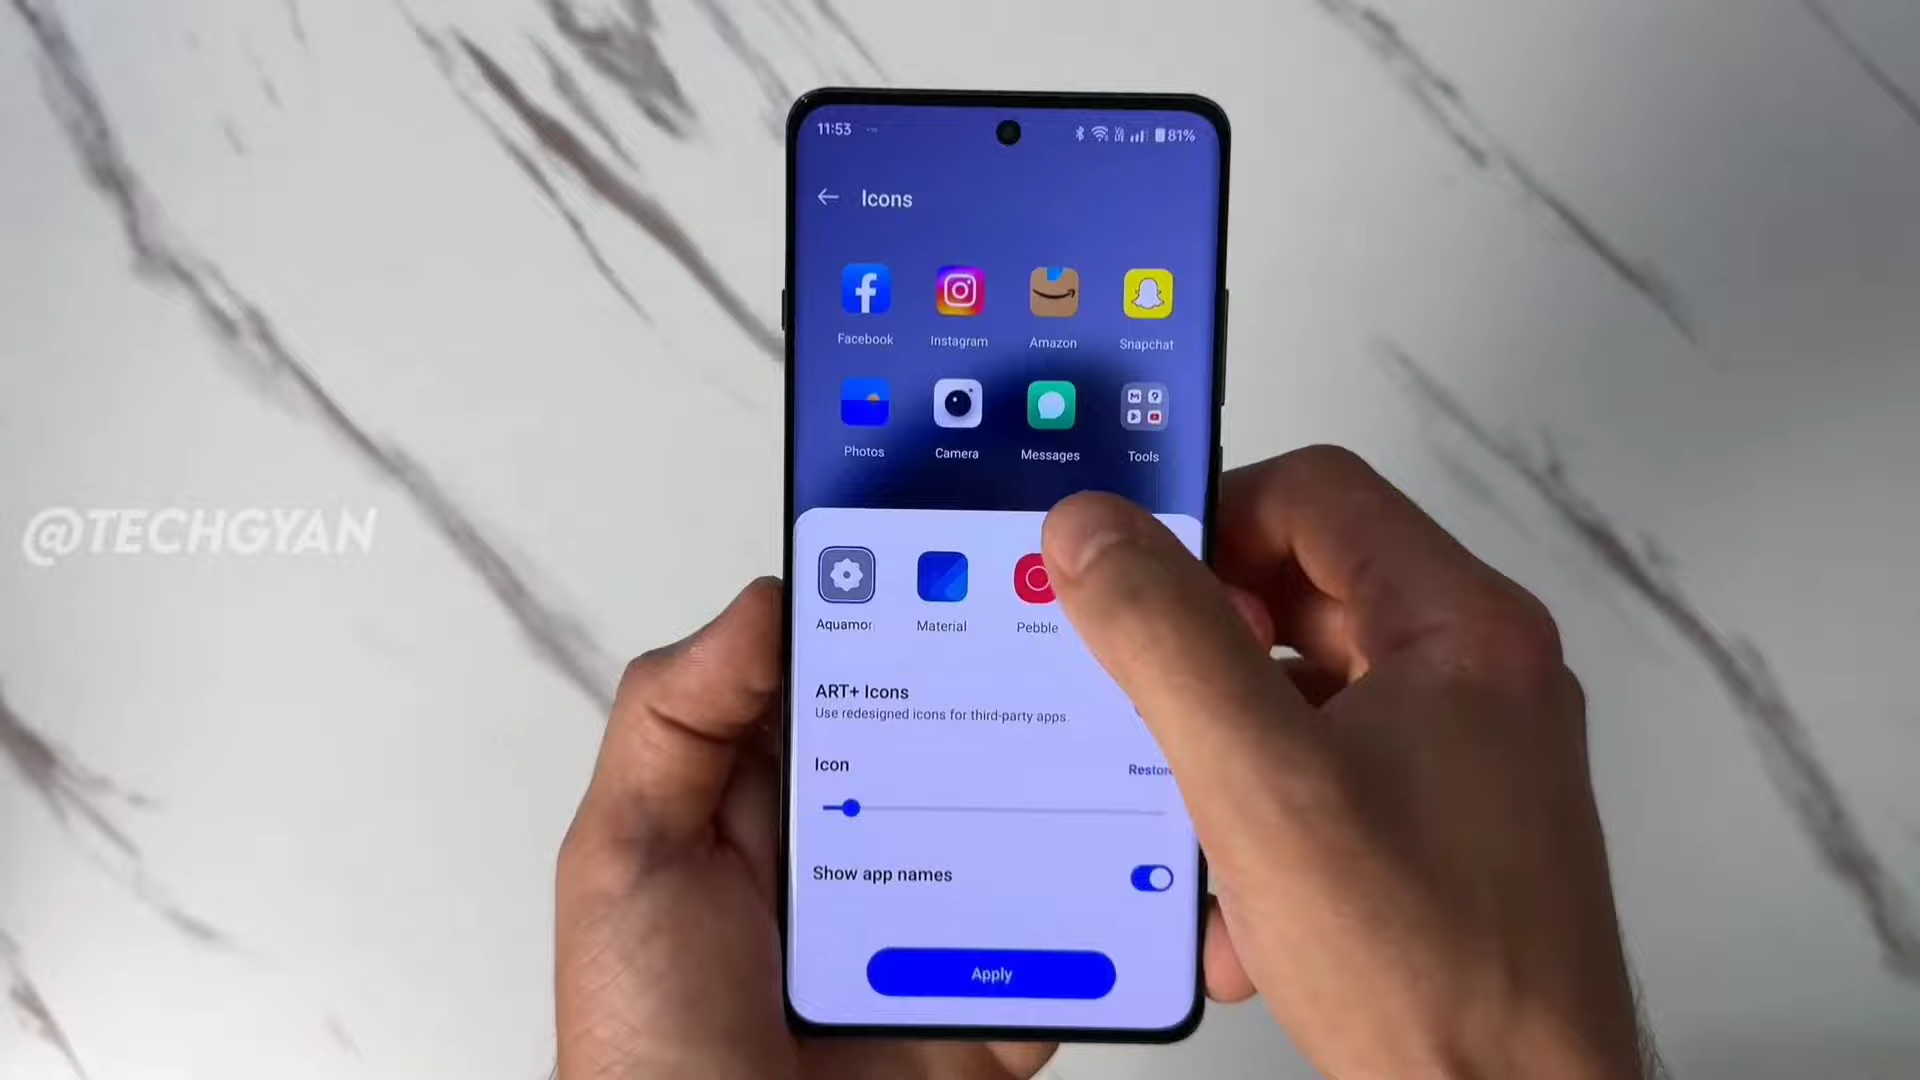 11:53
81%
Icons
Facebook Instagram Amazon Snapchat
Photos Camera Messages Tools
@TECHGYAN
Aquamor Material Pebble
ART+ Icons
Use redesigned icons for third-party apps.
Icon
Restore
Show app names
Apply